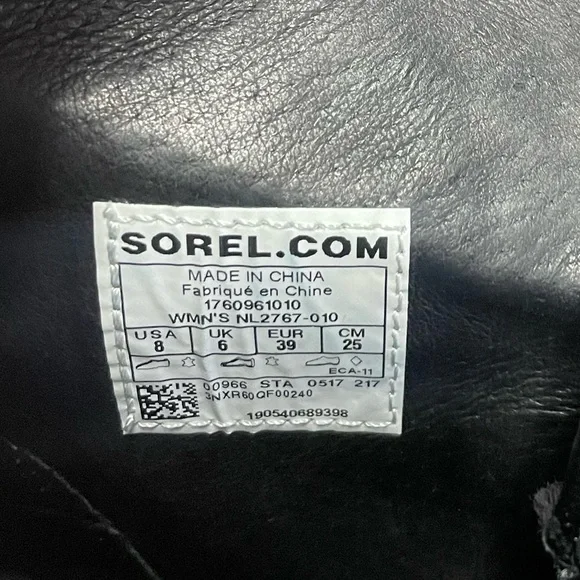 SOREL.COM
MADE IN CHINA
Fabriqué en Chine
1760961010
WMN'S NL2767-010
USA 8 UK 6 EUR 39 CM 25
ECA-11
00966 STA 0517 217
3NXR60QF00240
190540689398